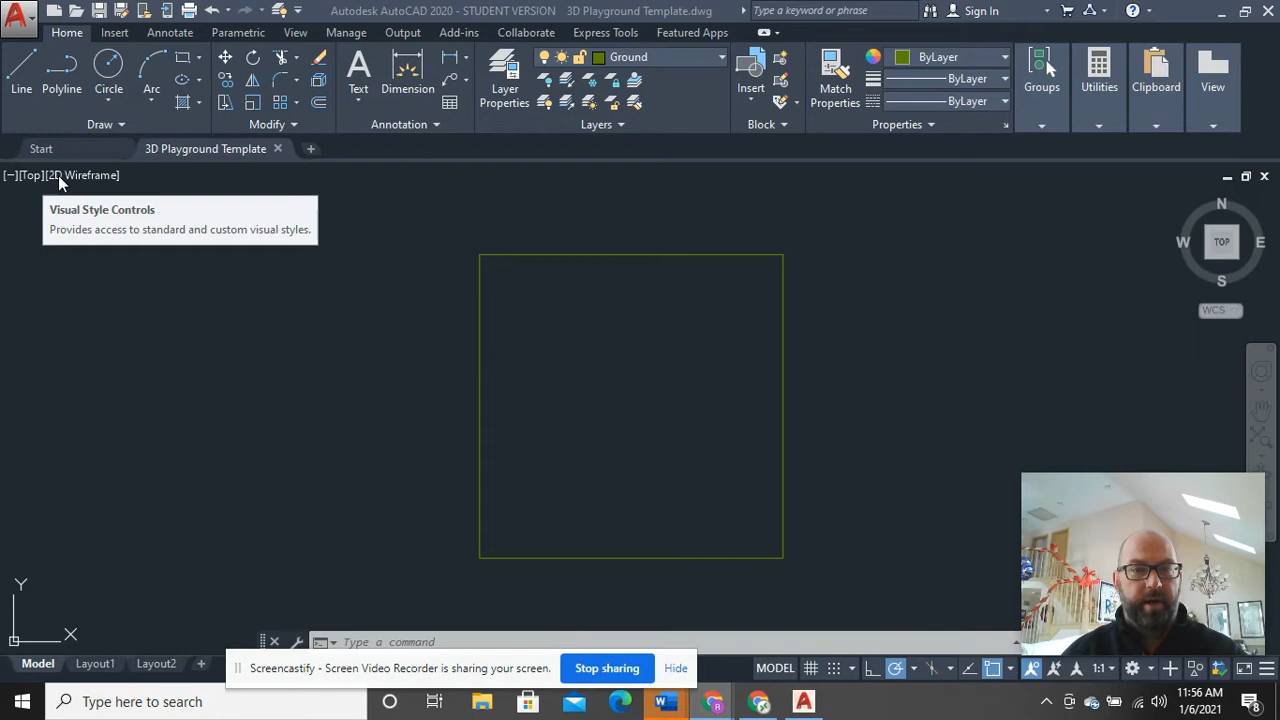 Autodesk AutoCAD 2020 - STUDENT VERSION 3D Playground Template.dwg
Type a keyword or phrase
Sign In
Home Insert Annotate Parametric View Manage Output Add-ins Collaborate Express Tools Featured Apps
Line Polyline Circle Arc
Text Dimension
Layer Properties
Ground
Insert
Match Properties
ByLayer
ByLayer
ByLayer
Groups Utilities Clipboard View
Draw Modify Annotation Layers Block Properties
Start 3D Playground Template
[−][Top][2D Wireframe]
Visual Style Controls
Provides access to standard and custom visual styles.
N
W TOP E
S
WCS
Y
X
Type a command
Model Layout1 Layout2
Screencastify - Screen Video Recorder is sharing your screen. Stop sharing Hide
MODEL 1:1
Type here to search
11:56 AM
1/6/2021
8